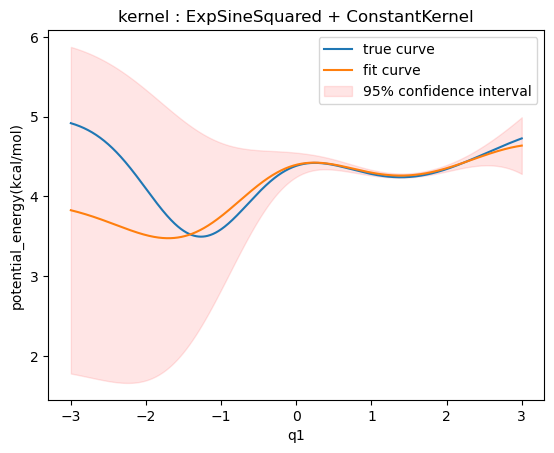 kernel : ExpSineSquared + ConstantKernel
true curve
fit curve
95% confidence interval
potential_energy(kcal/mol)
6
5
4
3
2
−3
−2
−1
0
1
2
3
q1